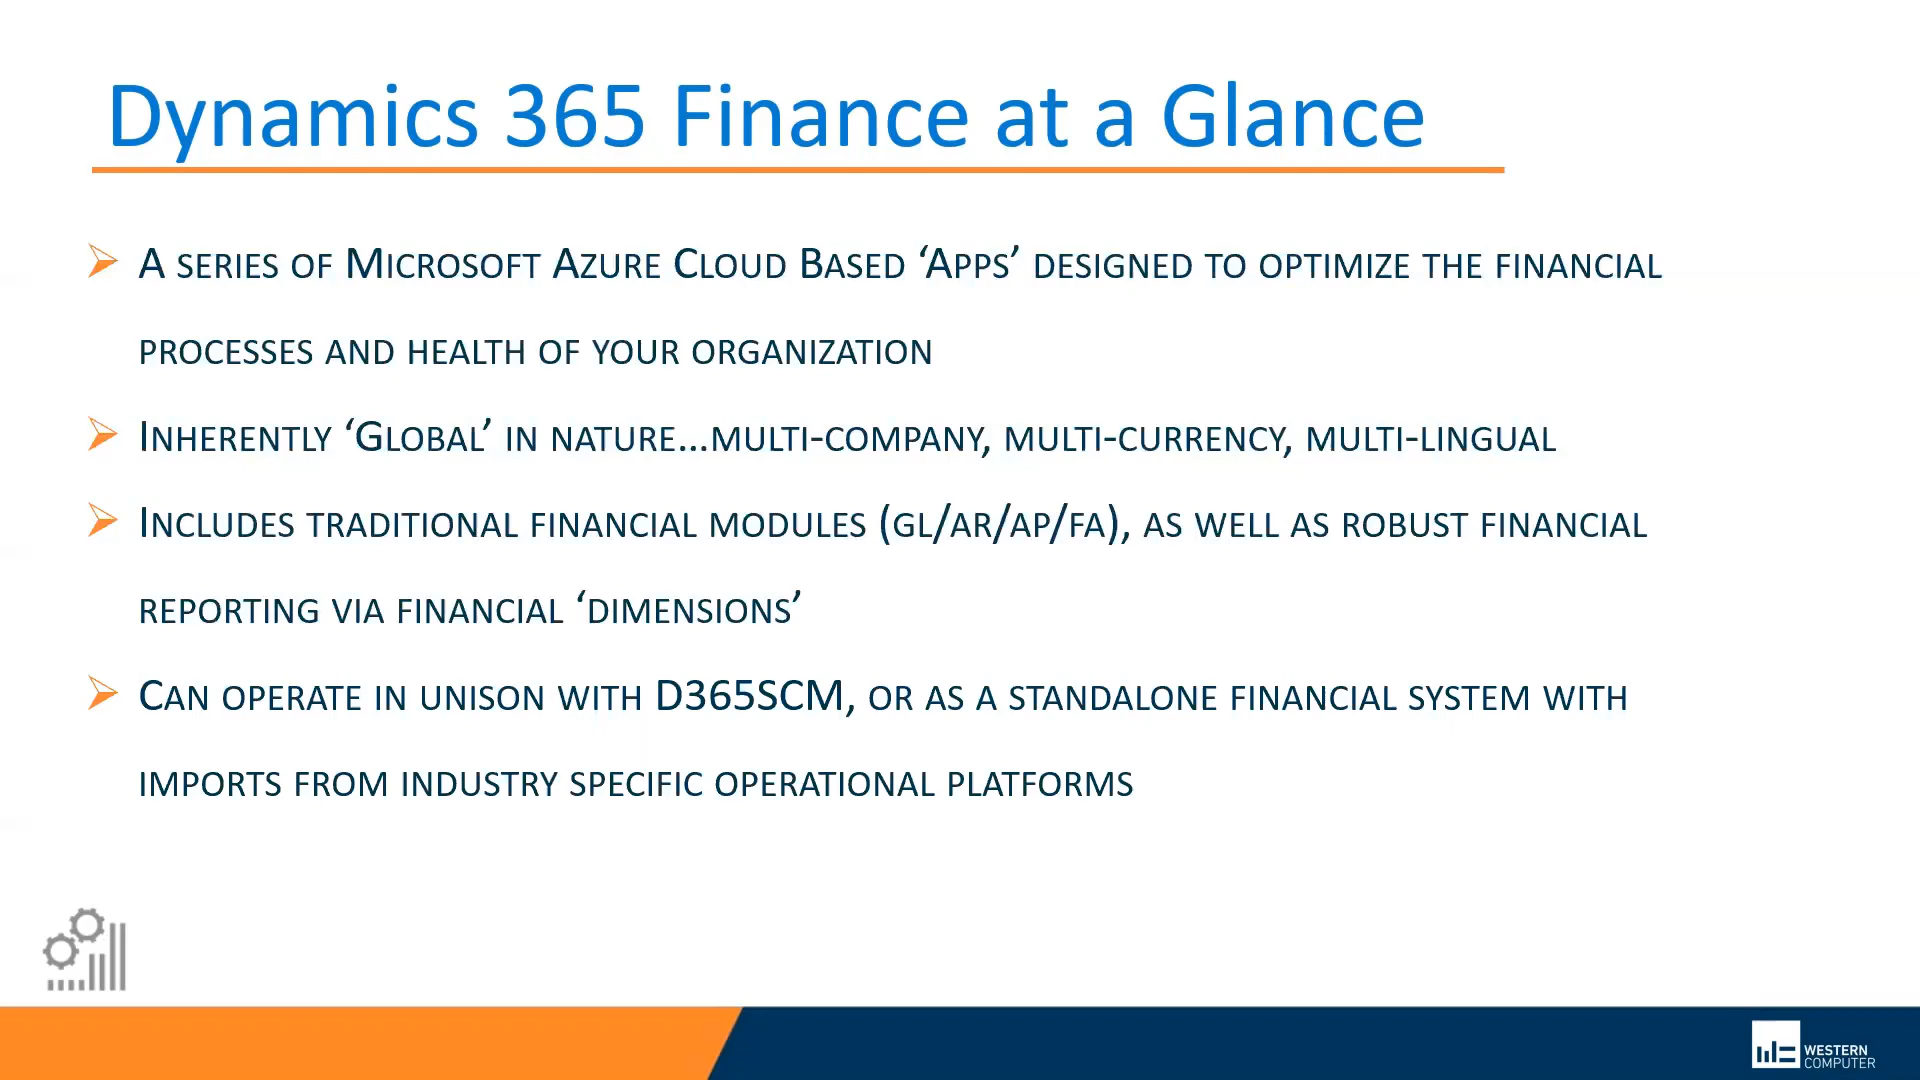 Dynamics 365 Finance at a Glance
A series of Microsoft Azure Cloud Based ‘Apps’ designed to optimize the financial
processes and health of your organization
Inherently ‘Global’ in nature...multi-company, multi-currency, multi-lingual
Includes traditional financial modules (gl/ar/ap/fa), as well as robust financial
reporting via financial ‘dimensions’
Can operate in unison with D365SCM, or as a standalone financial system with
imports from industry specific operational platforms
WESTERN
COMPUTER